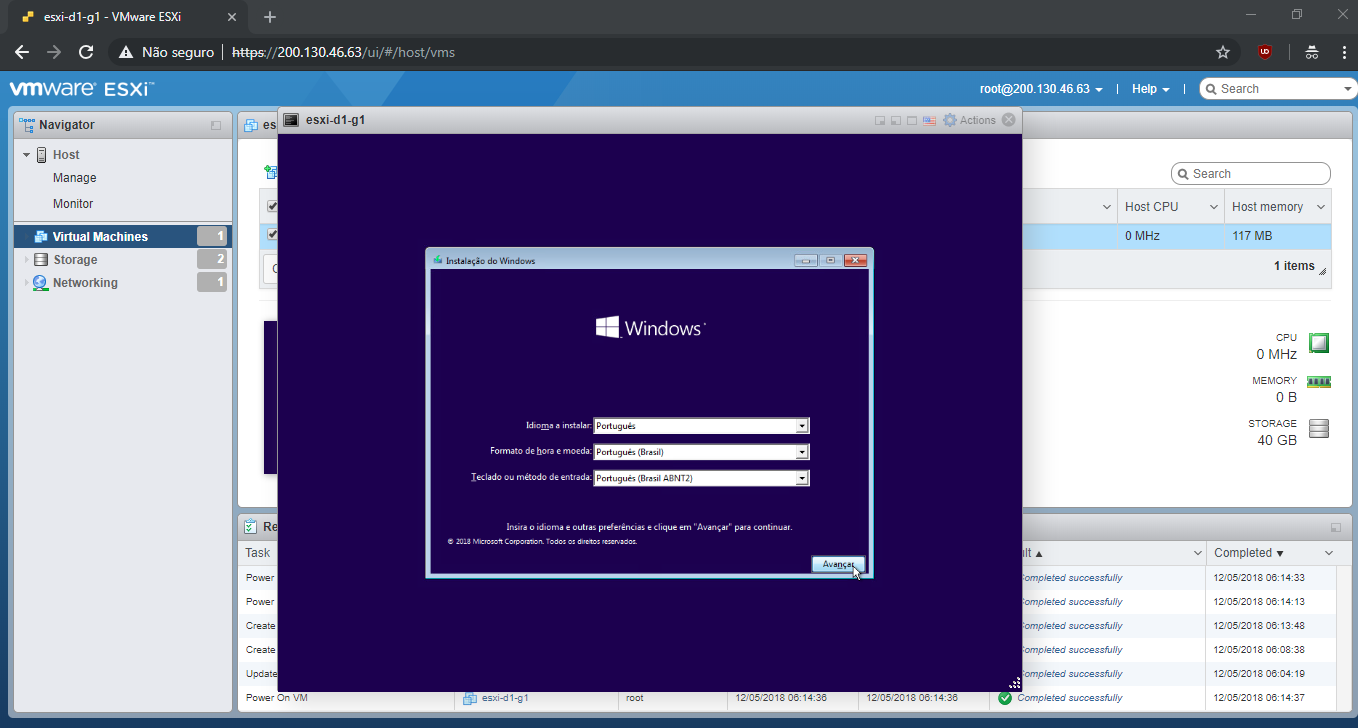 esxi-d1-g1 - VMware ESXi
Não seguro | https://200.130.46.63/ui/#/host/vms
vmware ESXi™
root@200.130.46.63 | Help | Search
Navigator
Host
Manage
Monitor
Virtual Machines 1
Storage 2
Networking 1
esxi-d1-g1
Actions
Search
Host CPU Host memory
0 MHz 117 MB
1 items
Instalação do Windows
Windows
Idioma a instalar: Português
Formato de hora e moeda: Português (Brasil)
Teclado ou método de entrada: Português (Brasil ABNT2)
Insira o idioma e outras preferências e clique em "Avançar" para continuar.
© 2018 Microsoft Corporation. Todos os direitos reservados.
Avançar
CPU
0 MHz
MEMORY
0 B
STORAGE
40 GB
Task Completed
Power Completed successfully 12/05/2018 06:14:33
Power Completed successfully 12/05/2018 06:14:13
Create Completed successfully 12/05/2018 06:13:48
Create Completed successfully 12/05/2018 06:08:38
Update Completed successfully 12/05/2018 06:04:19
Power On VM esxi-d1-g1 root 12/05/2018 06:14:36 12/05/2018 06:14:36 Completed successfully 12/05/2018 06:14:37